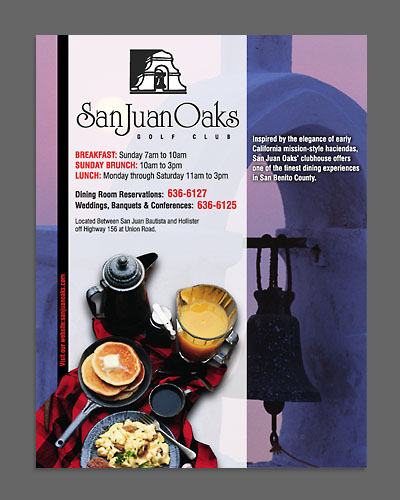 San Juan Oaks
GOLF CLUB
BREAKFAST: Sunday 7am to 10am
SUNDAY BRUNCH: 10am to 3pm
LUNCH: Monday through Saturday 11am to 3pm
Dining Room Reservations: 636-6127
Weddings, Banquets & Conferences: 636-6125
Located Between San Juan Bautista and Hollister
off Highway 156 at Union Road.
Inspired by the elegance of early
California mission-style haciendas,
San Juan Oaks' clubhouse offers
one of the finest dining experiences
in San Benito County.
Visit our website:sanjuanoaks.com